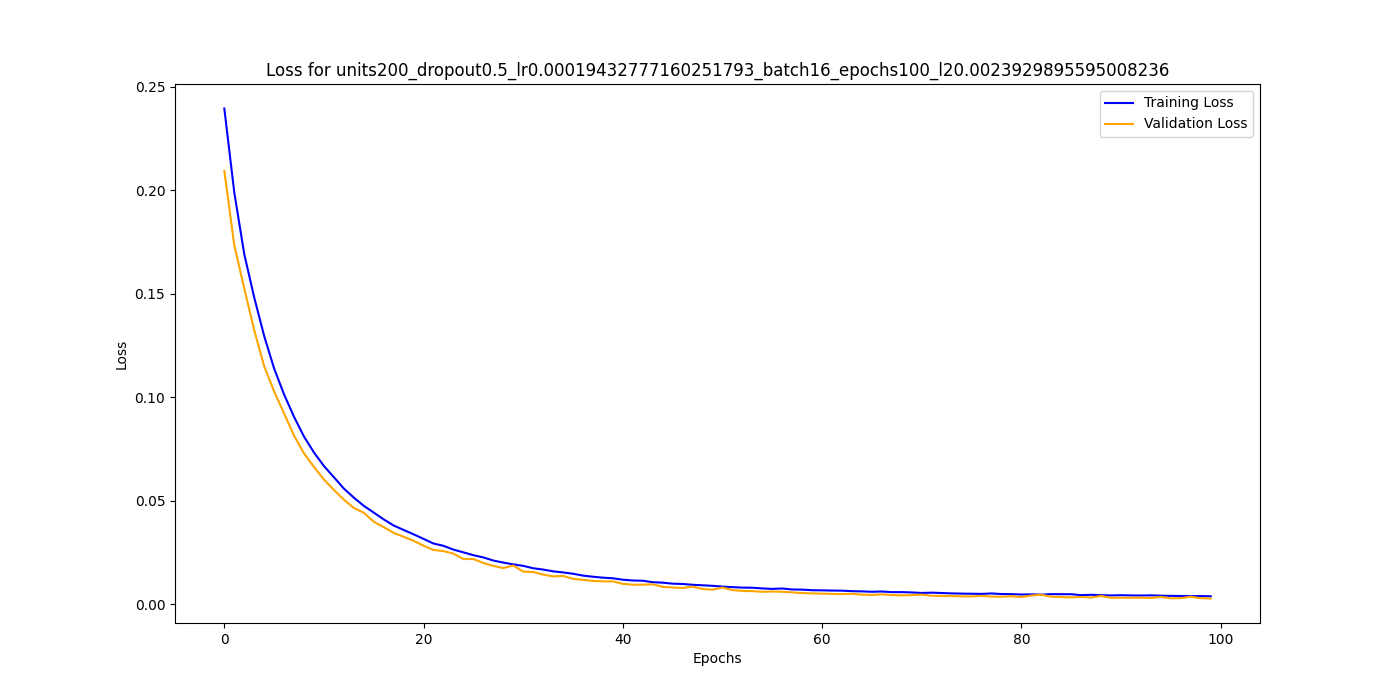 Loss for units200_dropout0.5_lr0.00019432777160251793_batch16_epochs100_l20.0023929895595008236
Training Loss
Validation Loss
0.25
0.20
0.15
0.10
0.05
0.00
Loss
0 20 40 60 80 100
Epochs